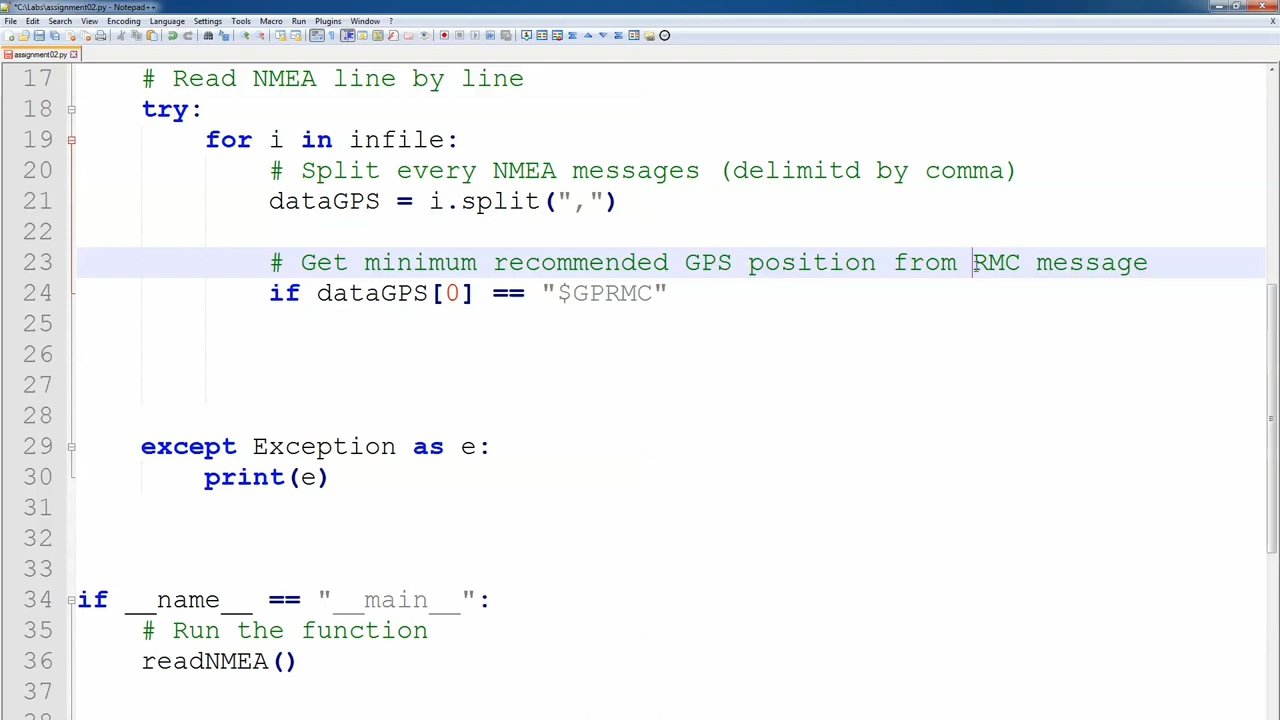 *C:\Labs\assignment02.py - Notepad++
File Edit Search View Encoding Language Settings Tools Macro Run Plugins Window ? X
assignment02.py
17 # Read NMEA line by line
18 try:
19 for i in infile:
20 # Split every NMEA messages (delimitd by comma)
21 dataGPS = i.split(",")
22
23 # Get minimum recommended GPS position from RMC message
24 if dataGPS[0] == "$GPRMC"
25
26
27
28
29 except Exception as e:
30 print(e)
31
32
33
34 if __name__ == "__main__":
35 # Run the function
36 readNMEA()
37